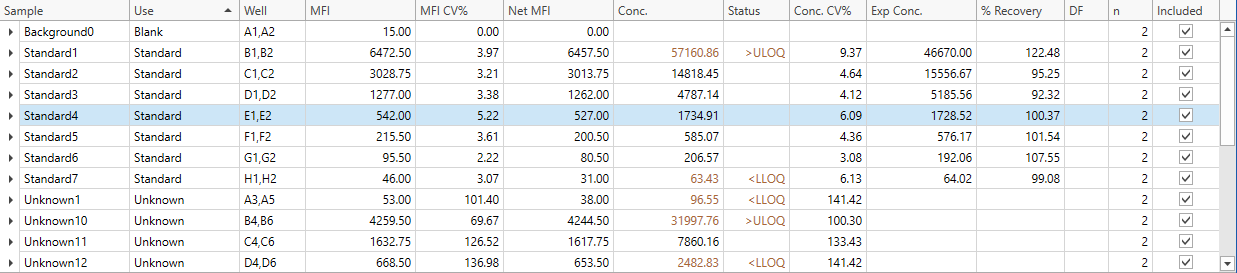 Sample Use Well MFI MFI CV% Net MFI Conc. Status Conc. CV% Exp Conc. % Recovery DF n Included
Background0 Blank A1,A2 15.00 0.00 0.00 2
Standard1 Standard B1,B2 6472.50 3.97 6457.50 57160.86 >ULOQ 9.37 46670.00 122.48 2
Standard2 Standard C1,C2 3028.75 3.21 3013.75 14818.45 4.64 15556.67 95.25 2
Standard3 Standard D1,D2 1277.00 3.38 1262.00 4787.14 4.12 5185.56 92.32 2
Standard4 Standard E1,E2 542.00 5.22 527.00 1734.91 6.09 1728.52 100.37 2
Standard5 Standard F1,F2 215.50 3.61 200.50 585.07 4.36 576.17 101.54 2
Standard6 Standard G1,G2 95.50 2.22 80.50 206.57 3.08 192.06 107.55 2
Standard7 Standard H1,H2 46.00 3.07 31.00 63.43 <LLOQ 6.13 64.02 99.08 2
Unknown1 Unknown A3,A5 53.00 101.40 38.00 96.55 <LLOQ 141.42 2
Unknown10 Unknown B4,B6 4259.50 69.67 4244.50 31997.76 >ULOQ 100.30 2
Unknown11 Unknown C4,C6 1632.75 126.52 1617.75 7860.16 133.43 2
Unknown12 Unknown D4,D6 668.50 136.98 653.50 2482.83 <LLOQ 141.42 2